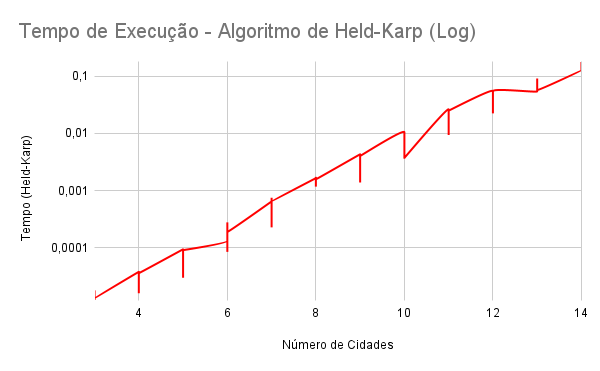 Tempo de Execução - Algoritmo de Held-Karp (Log)
Tempo (Held-Karp)
0,1
0,01
0,001
0,0001
4 6 8 10 12 14
Número de Cidades